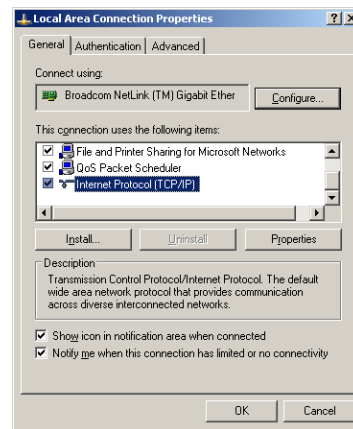 Local Area Connection Properties
General Authentication Advanced
Connect using:
Broadcom NetLink (TM) Gigabit Ether Configure...
This connection uses the following items:
File and Printer Sharing for Microsoft Networks
QoS Packet Scheduler
Internet Protocol (TCP/IP)
Install... Uninstall Properties
Description
Transmission Control Protocol/Internet Protocol. The default
wide area network protocol that provides communication
across diverse interconnected networks.
Show icon in notification area when connected
Notify me when this connection has limited or no connectivity
OK Cancel